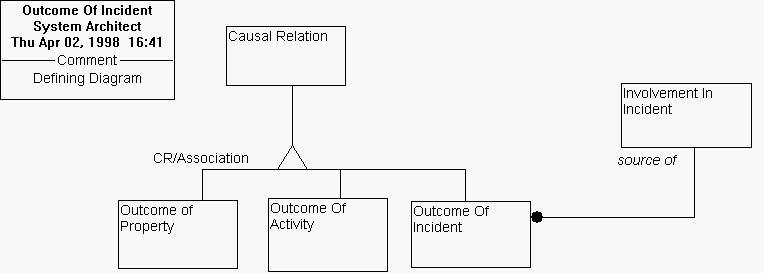 Outcome Of Incident
System Architect
Thu Apr 02, 1998  16:41
Comment
Defining Diagram
Causal Relation
Involvement In
Incident
CR/Association
source of
Outcome of
Property
Outcome Of
Activity
Outcome Of
Incident